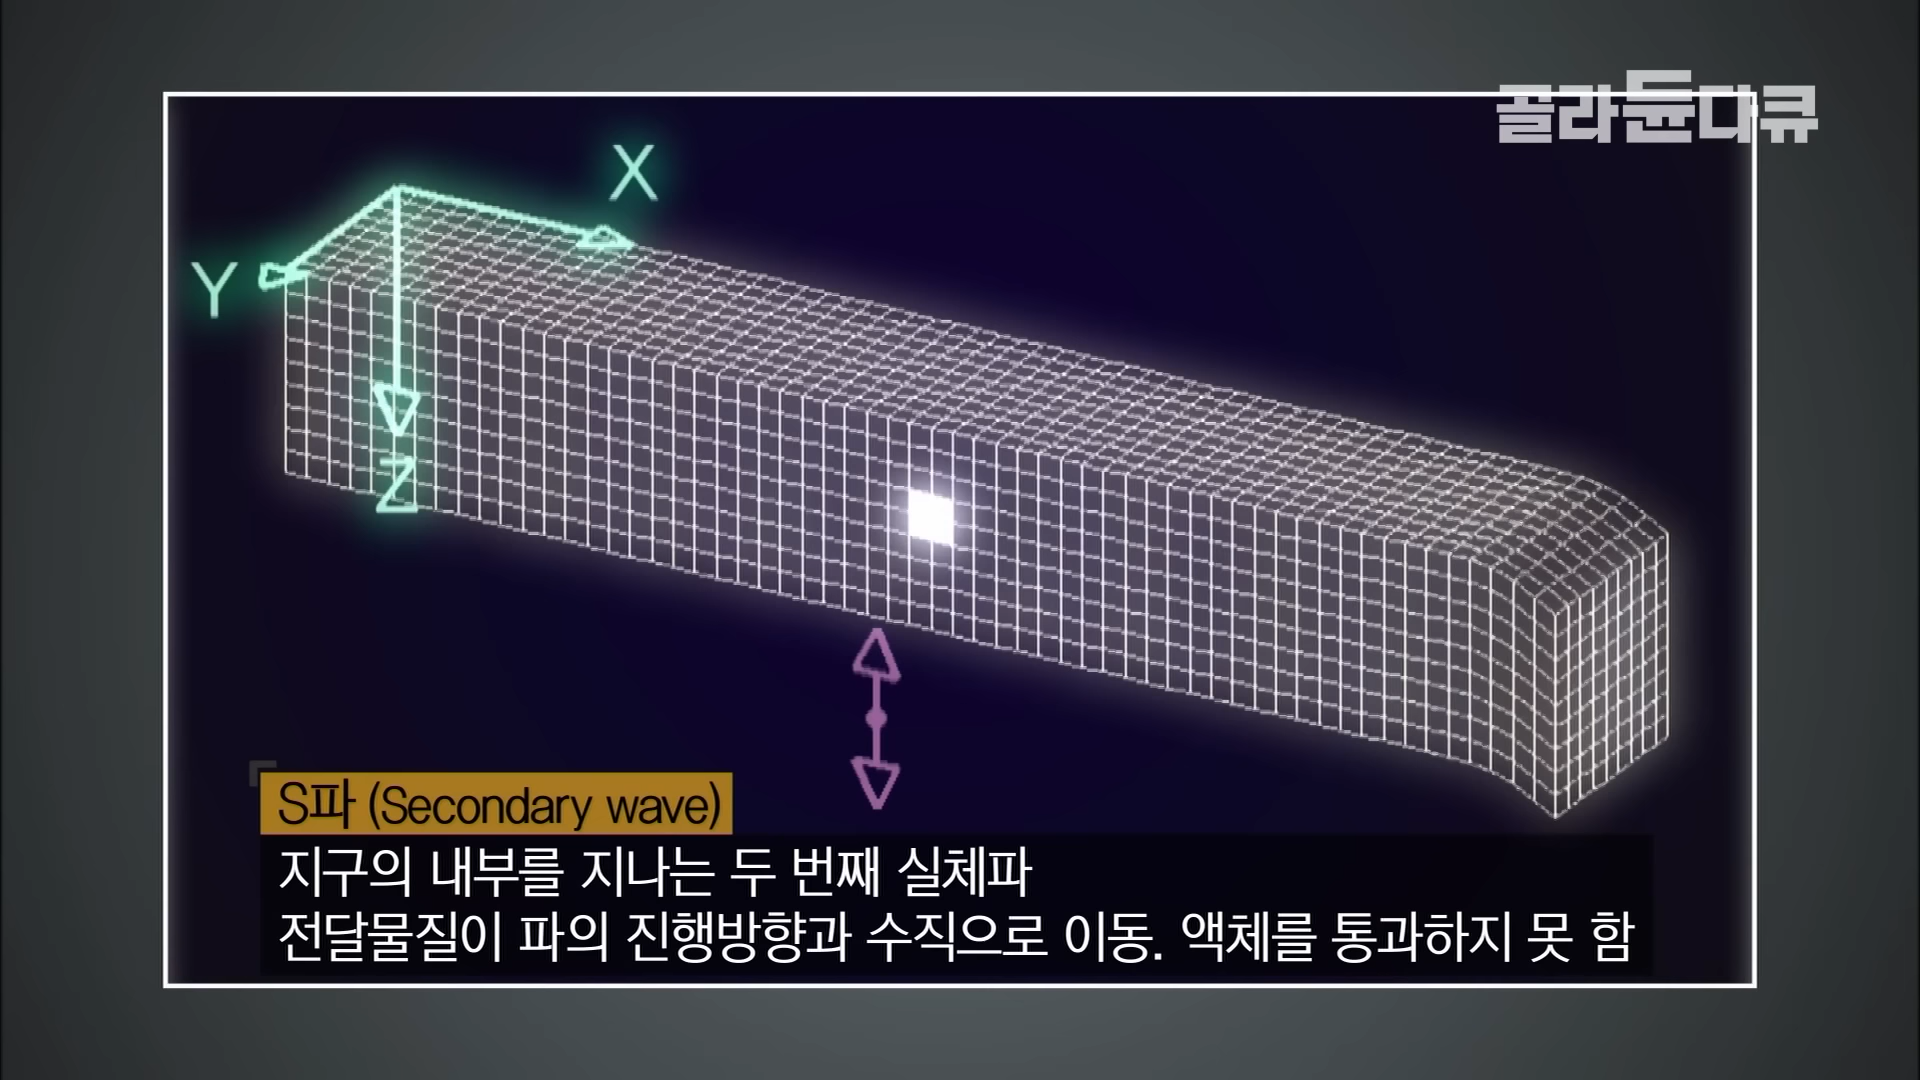 골라듄다큐
X
Y
Z
S파 (Secondary wave)
지구의 내부를 지나는 두 번째 실체파
전달물질이 파의 진행방향과 수직으로 이동. 액체를 통과하지 못 함